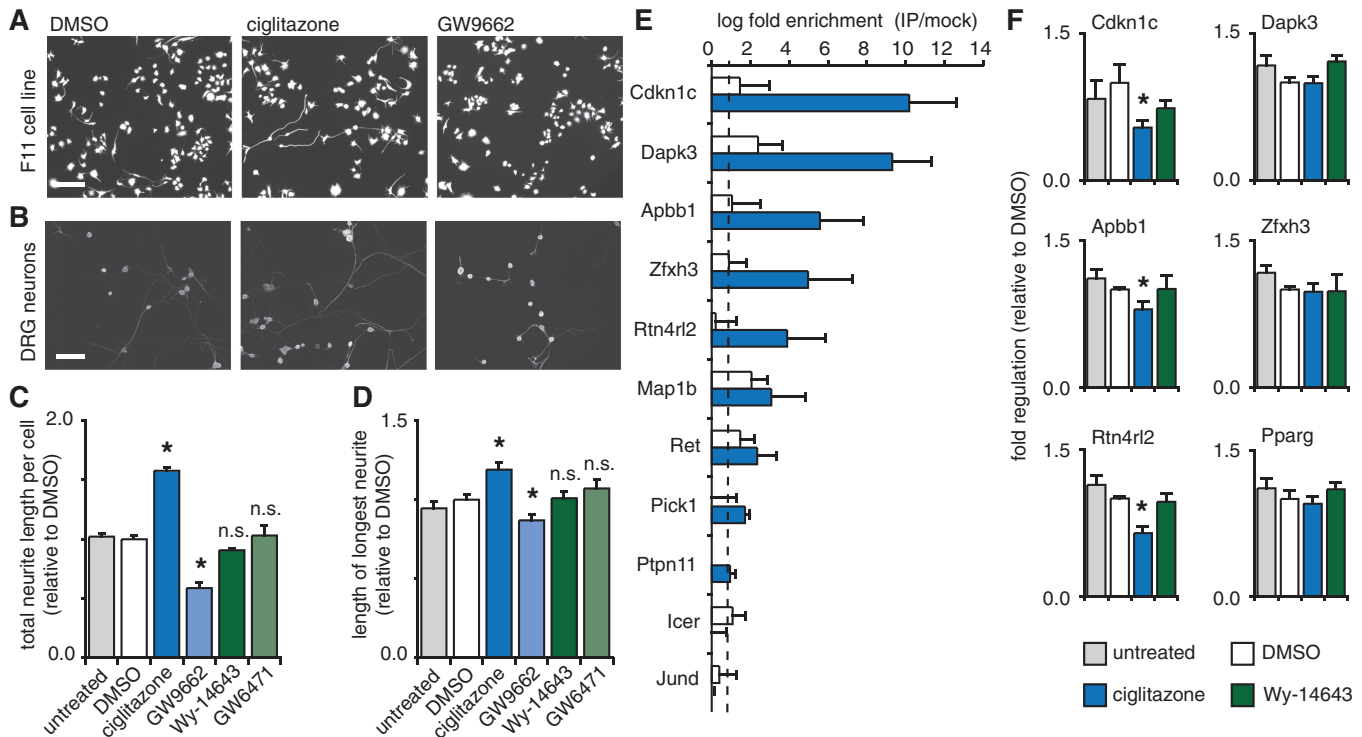 A
DMSO
ciglitazone
GW9662
F11 cell line
B
DRG neurons
C
total neurite length per cell
(relative to DMSO)
2.0
0.0
*
*
n.s.
n.s.
untreated
DMSO
ciglitazone
GW9662
Wy-14643
GW6471
D
length of longest neurite
(relative to DMSO)
1.5
0.0
*
*
n.s.
n.s.
untreated
DMSO
ciglitazone
GW9662
Wy-14643
GW6471
E
log fold enrichment (IP/mock)
0 2 4 6 8 10 12 14
Cdkn1c
Dapk3
Apbb1
Zfxh3
Rtn4rl2
Map1b
Ret
Pick1
Ptpn11
Icer
Jund
F
fold regulation (relative to DMSO)
Cdkn1c
1.5
*
0.0
Dapk3
1.5
0.0
Apbb1
1.5
*
0.0
Zfxh3
1.5
0.0
Rtn4rl2
1.5
*
0.0
Pparg
1.5
0.0
untreated
DMSO
ciglitazone
Wy-14643